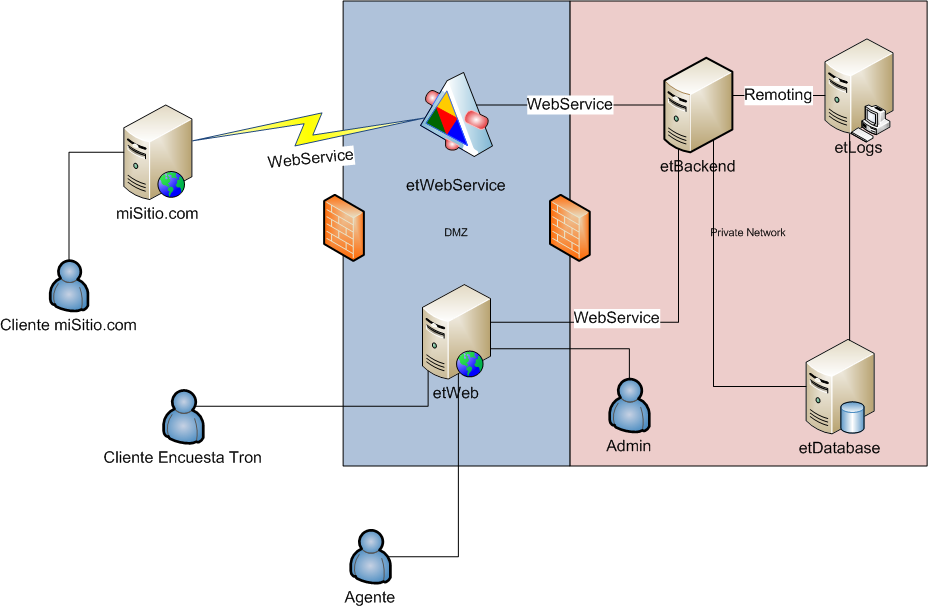 WebService
Remoting
etLogs
WebService
etBackend
etWebService
miSitio.com
DMZ
Private Network
Cliente miSitio.com
WebService
etWeb
Admin
etDatabase
Cliente Encuesta Tron
Agente